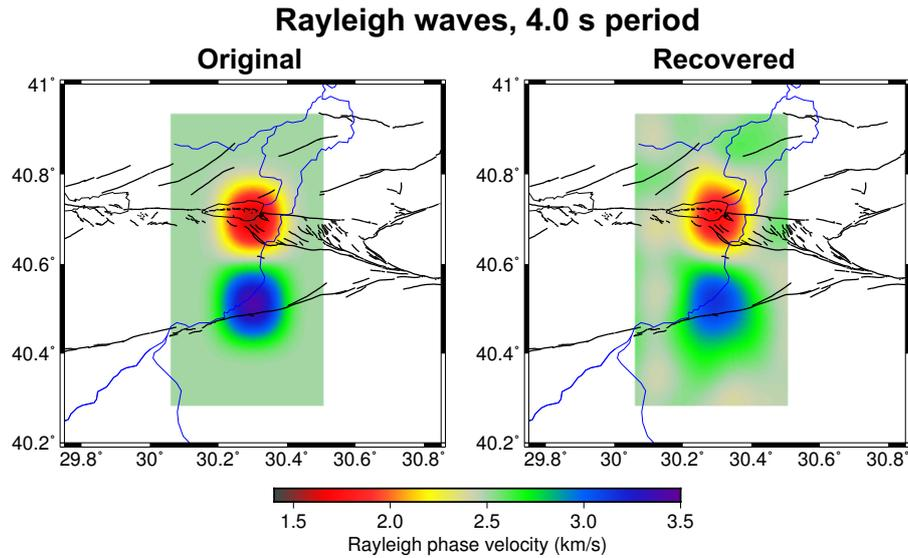 Rayleigh waves, 4.0 s period
Original
Recovered
41˚
40.8˚
40.6˚
40.4˚
40.2˚
29.8˚ 30˚ 30.2˚ 30.4˚ 30.6˚ 30.8˚
41˚
40.8˚
40.6˚
40.4˚
40.2˚
29.8˚ 30˚ 30.2˚ 30.4˚ 30.6˚ 30.8˚
1.5 2.0 2.5 3.0 3.5
Rayleigh phase velocity (km/s)